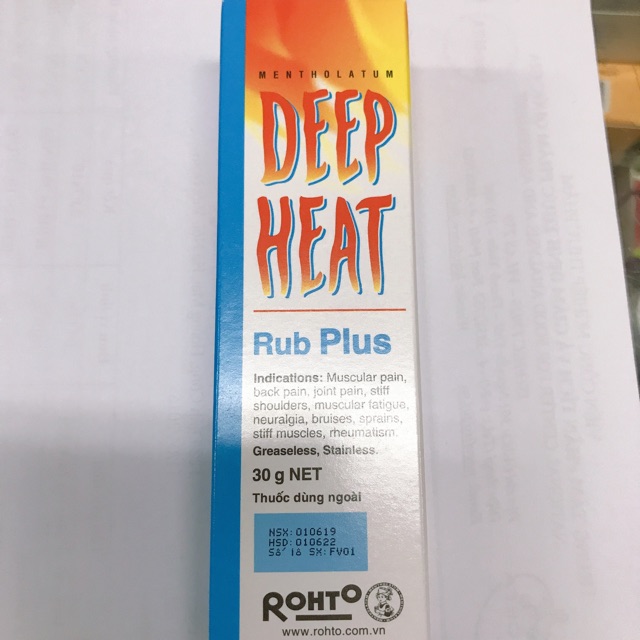 MENTHOLATUM
DEEP
HEAT
Rub Plus
Indications: Muscular pain,
back pain, joint pain, stiff
shoulders, muscular fatigue,
neuralgia, bruises, sprains,
stiff muscles, rheumatism.
Greaseless, Stainless.
30 g NET
Thuốc dùng ngoài
NSX: 010619
HSD: 010622
Số lô SX: FV01
ROHTO
www.rohto.com.vn